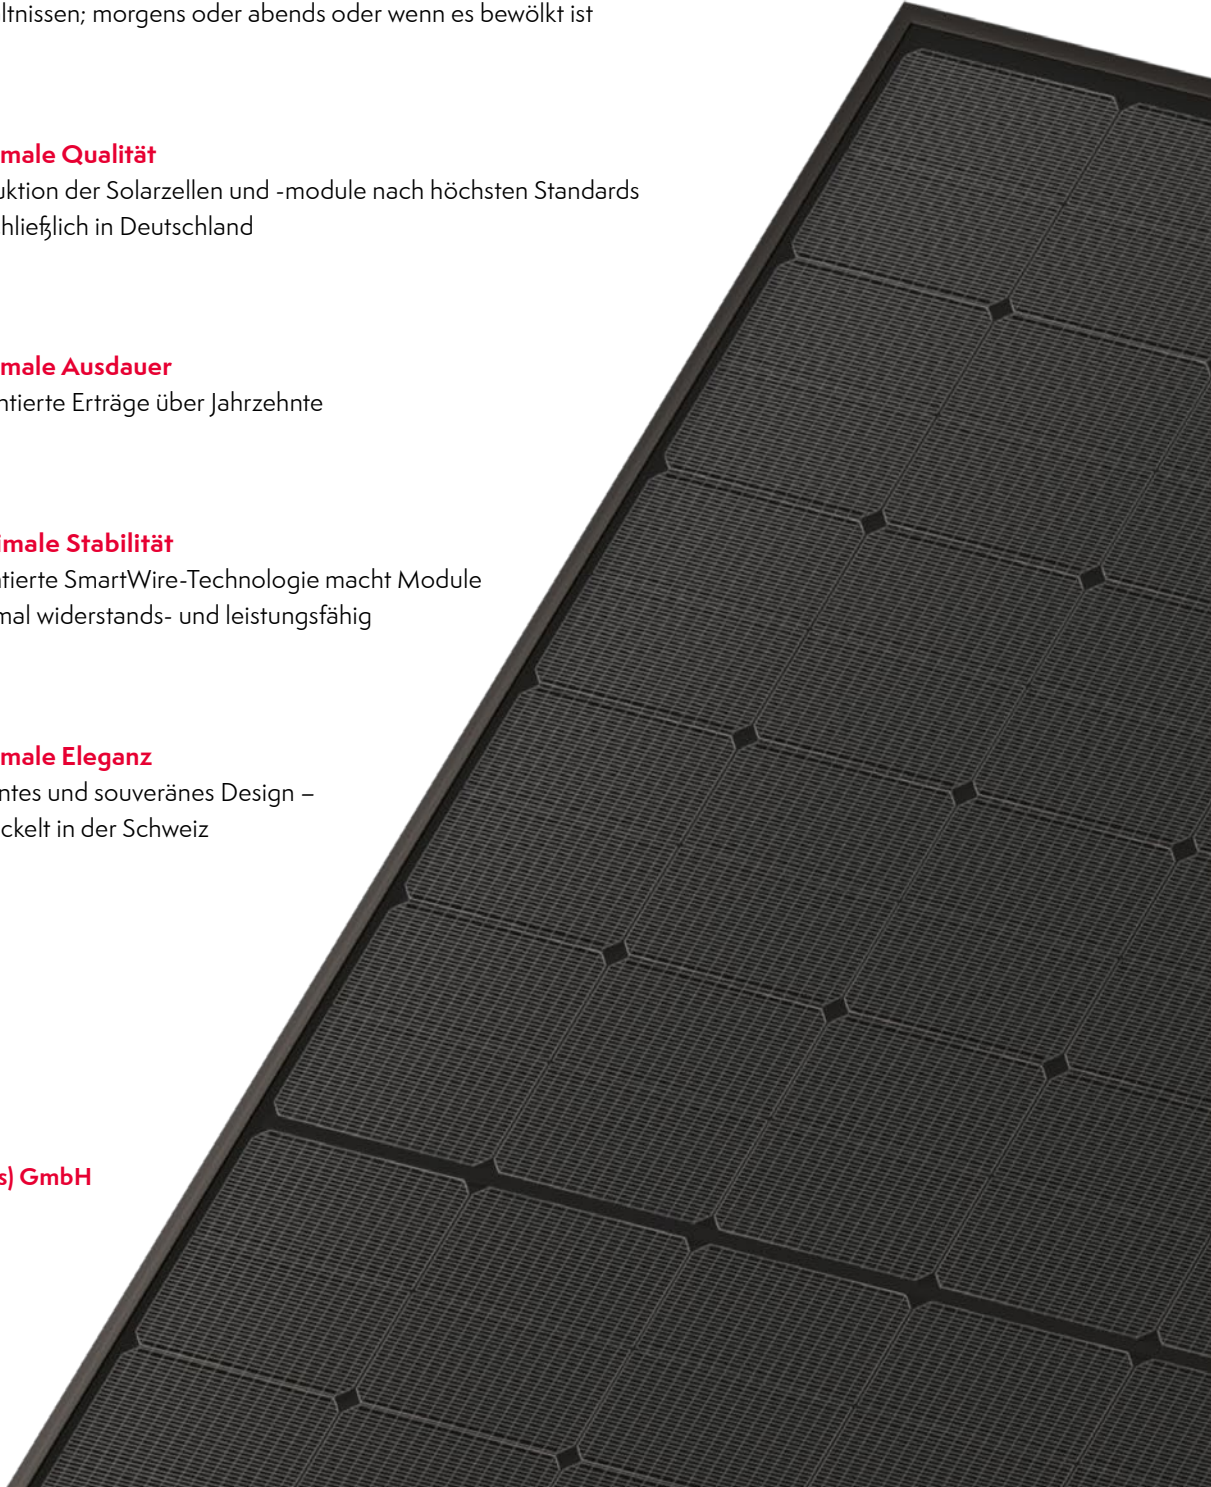 ltnissen; morgens oder abends oder wenn es bewölkt ist
male Qualität
uktion der Solarzellen und -module nach höchsten Standards
hließlich in Deutschland
male Ausdauer
ntierte Erträge über Jahrzehnte
imale Stabilität
ntierte SmartWire-Technologie macht Module
mal widerstands- und leistungsfähig
male Eleganz
ntes und souveränes Design –
ckelt in der Schweiz
s) GmbH